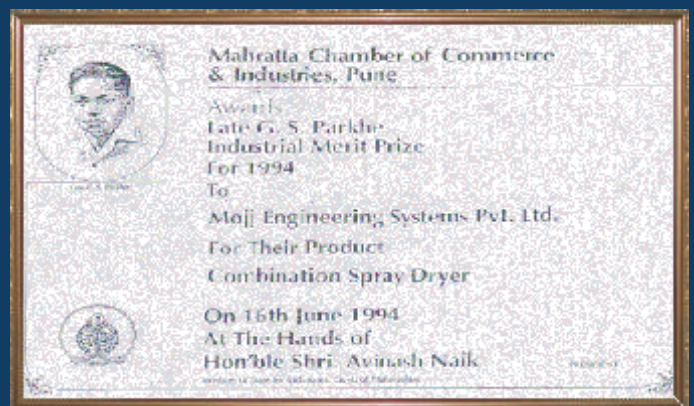 Mahratta Chamber of Commerce
& Industries, Pune
Awards
Late G. S. Parkhe
Industrial Merit Prize
For 1994
To
Mojj Engineering Systems Pvt. Ltd.
For Their Product
Combination Spray Dryer
On 16th June 1994
At The Hands of
Hon'ble Shri. Avinash Naik